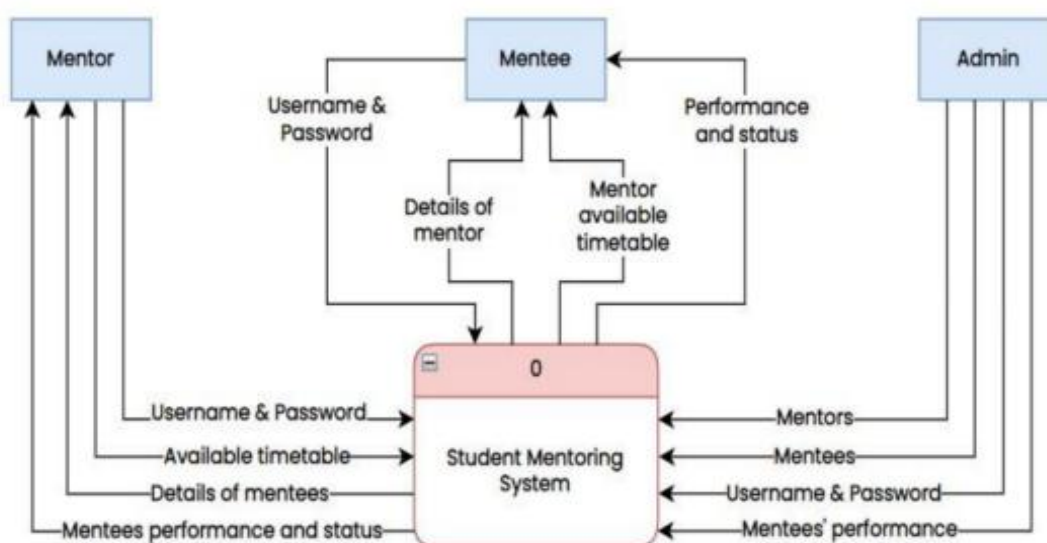 Mentor
Mentee
Admin
Username &
Password
Performance
and status
Details of
mentor
Mentor
available
timetable
0
Student Mentoring
System
Username & Password
Available timetable
Details of mentees
Mentees performance and status
Mentors
Mentees
Username & Password
Mentees' performance